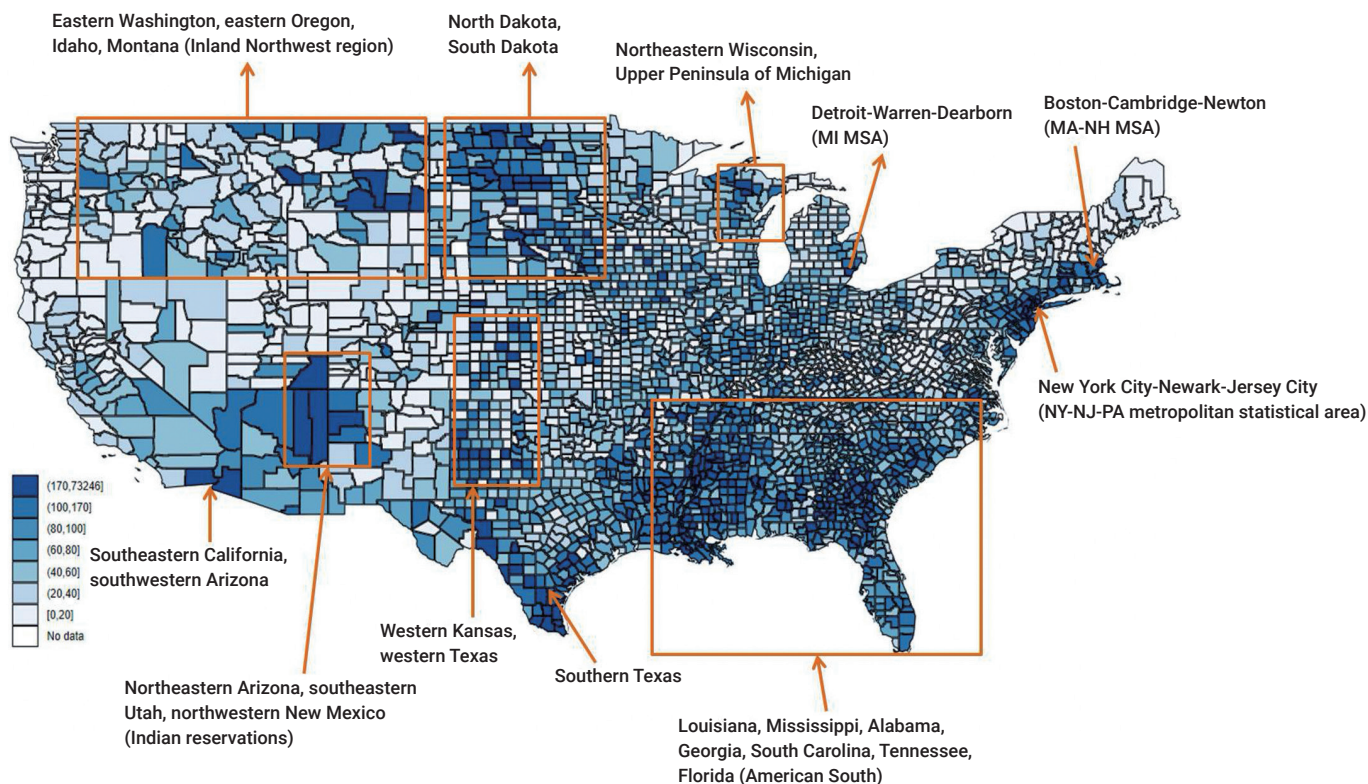 Eastern Washington, eastern Oregon,
Idaho, Montana (Inland Northwest region)
North Dakota,
South Dakota
Northeastern Wisconsin,
Upper Peninsula of Michigan
Detroit-Warren-Dearborn
(MI MSA)
Boston-Cambridge-Newton
(MA-NH MSA)
New York City-Newark-Jersey City
(NY-NJ-PA metropolitan statistical area)
(170,73246]
(100,170]
(80,100]
(60,80]
(40,60]
(20,40]
[0,20]
No data
Southeastern California,
southwestern Arizona
Western Kansas,
western Texas
Southern Texas
Northeastern Arizona, southeastern
Utah, northwestern New Mexico
(Indian reservations)
Louisiana, Mississippi, Alabama,
Georgia, South Carolina, Tennessee,
Florida (American South)